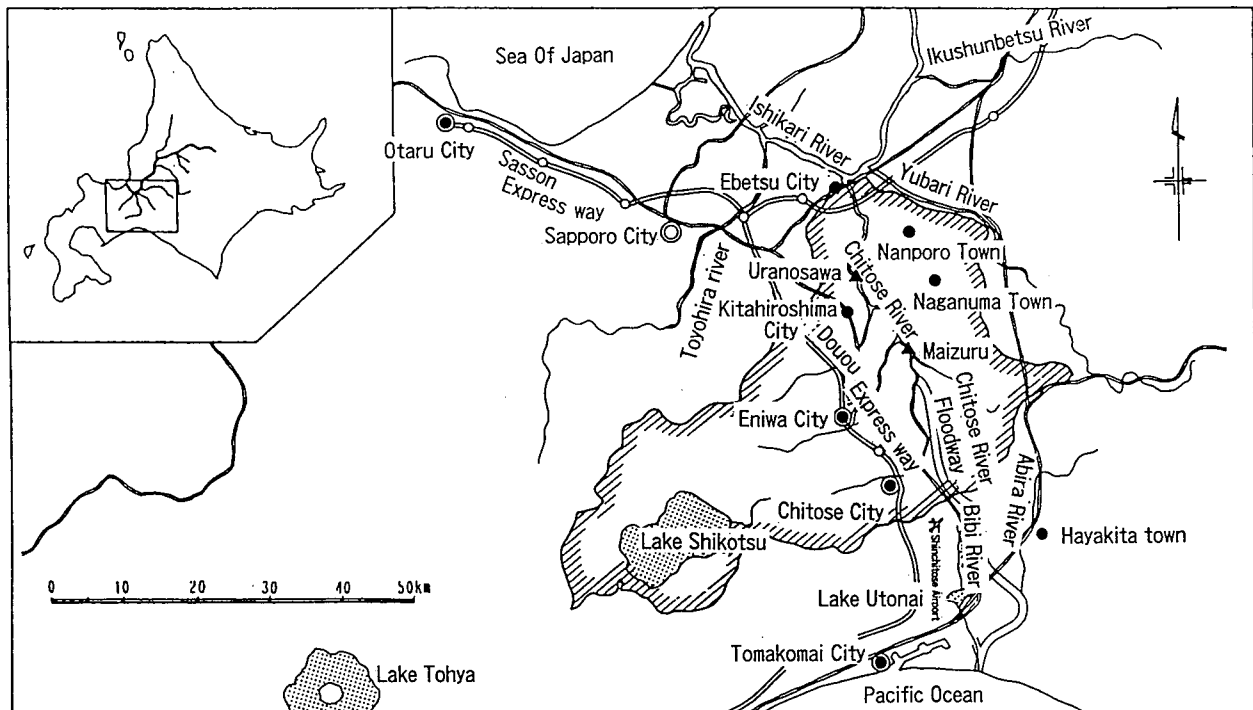 Sea Of Japan
Ikushunbetsu River
Ishikari River
Otaru City
Sasson
Express way
Ebetsu City
Yubari River
Sapporo City
Nanporo Town
Toyohira river
Uranosawa
Chitose River
Naganuma Town
Kitahiroshima
City
Maizuru
Douou Express way
Chitose River
Floodway
Eniwa City
Abira River
Chitose City
Bibi River
Lake Shikotsu
Shinchitose Airport
Hayakita town
0 10 20 30 40 50km
Lake Utonai
Tomakomai City
Lake Tohya
Pacific Ocean